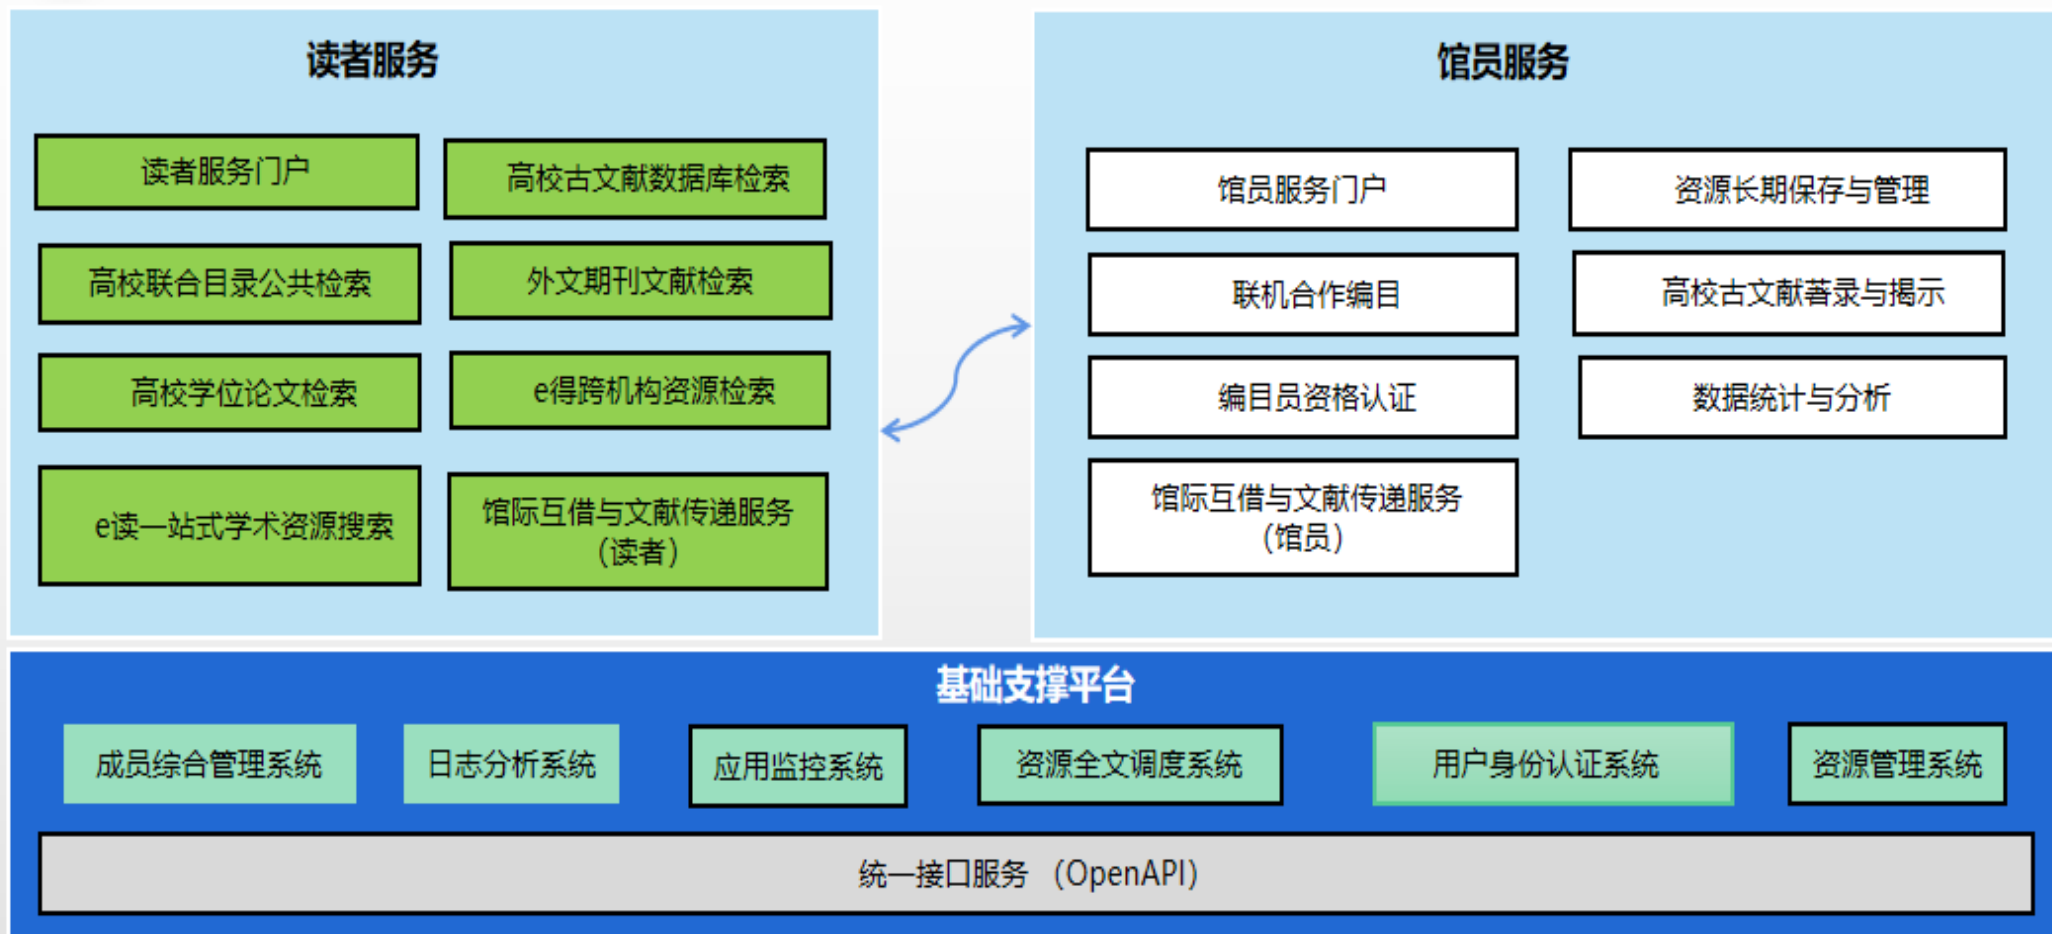 读者服务
读者服务门户
高校古文献数据库检索
高校联合目录公共检索
外文期刊文献检索
高校学位论文检索
e得跨机构资源检索
e读一站式学术资源搜索
馆际互借与文献传递服务
（读者）
馆员服务
馆员服务门户
资源长期保存与管理
联机合作编目
高校古文献著录与揭示
编目员资格认证
数据统计与分析
馆际互借与文献传递服务
（馆员）
基础支撑平台
成员综合管理系统
日志分析系统
应用监控系统
资源全文调度系统
用户身份认证系统
资源管理系统
统一接口服务 （OpenAPI）